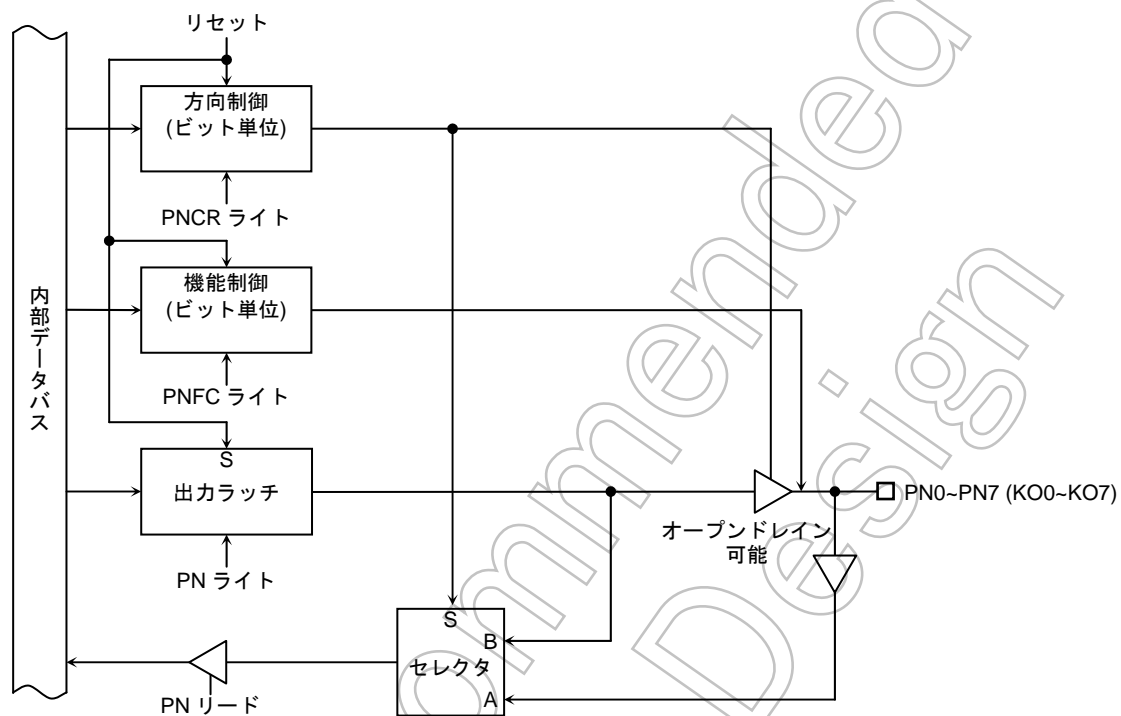 リセット
方向制御
(ビット単位)
PNCR ライト
機能制御
(ビット単位)
PNFC ライト
内部データバス
S
出力ラッチ
PN ライト
オープンドレイン
可能
PN0~PN7 (KO0~KO7)
S
B
セレクタ
A
PN リード
ommended
Design